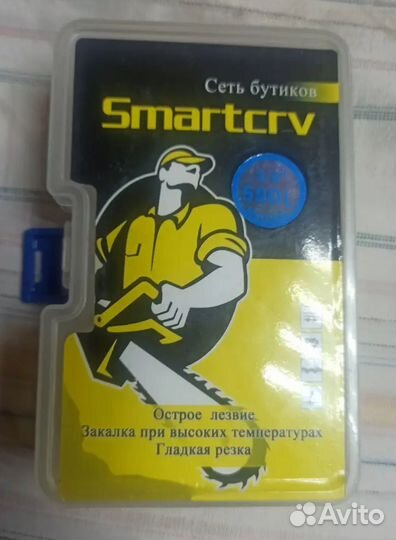 Сеть бутиков
Smartcrv
Острое лезвие
Закалка при высоких температурах
Гладкая резка
Avito